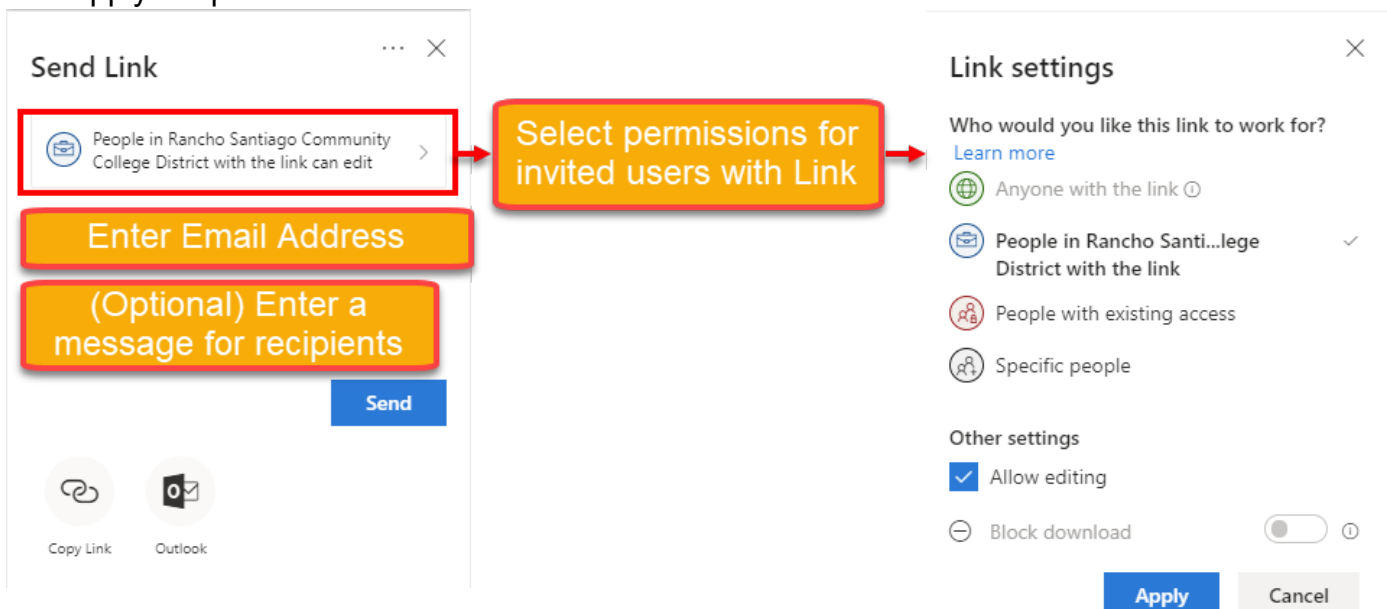 Send Link
People in Rancho Santiago Community
College District with the link can edit
Enter Email Address
(Optional) Enter a
message for recipients
Send
Copy Link
Outlook
Select permissions for
invited users with Link
Link settings
Who would you like this link to work for?
Learn more
Anyone with the link
People in Rancho Santi...lege
District with the link
People with existing access
Specific people
Other settings
Allow editing
Block download
Apply
Cancel